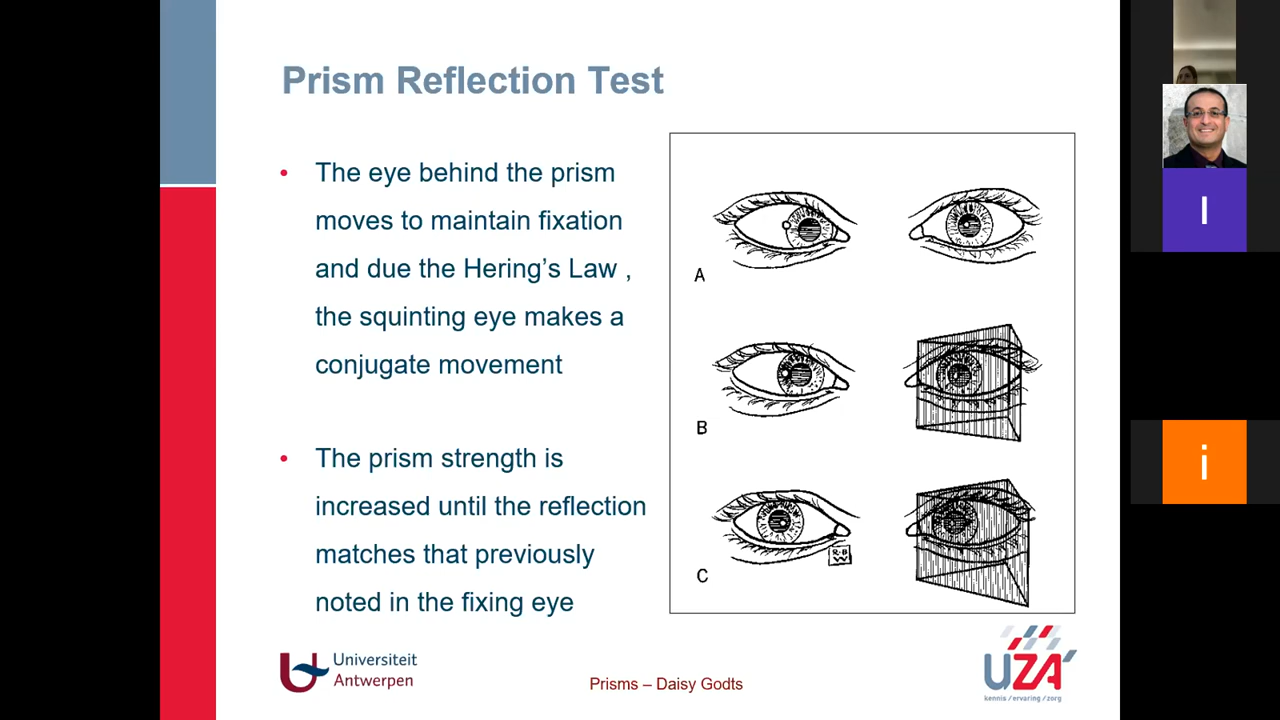 Prism Reflection Test
• The eye behind the prism
moves to maintain fixation
and due the Hering’s Law ,
the squinting eye makes a
conjugate movement
• The prism strength is
increased until the reflection
matches that previously
noted in the fixing eye
A
B
C
R-B
W
Universiteit
Antwerpen
Prisms – Daisy Godts
UZA'
kennis / ervaring / zorg
I
i